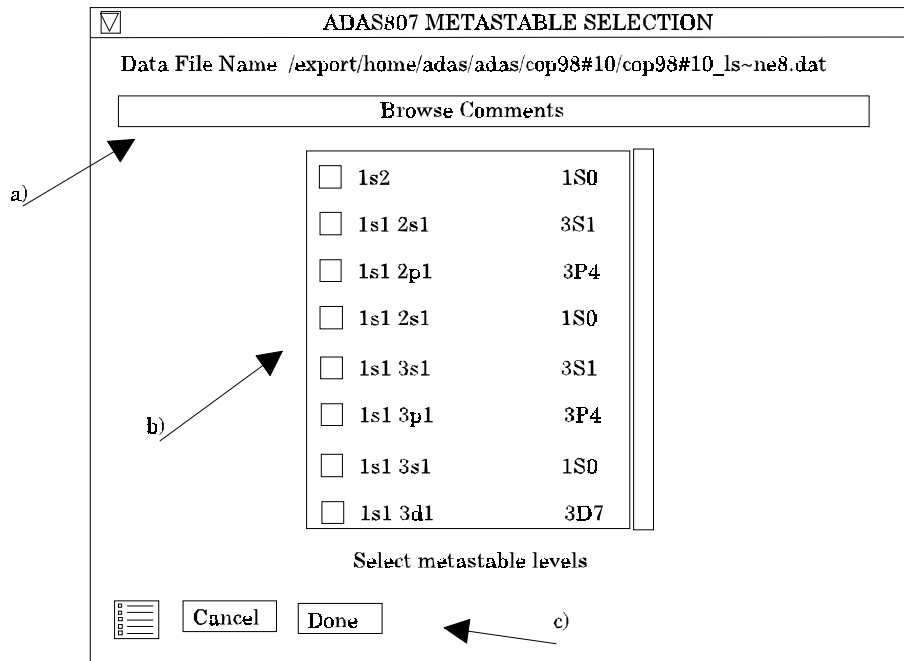 ADAS807 METASTABLE SELECTION
Data File Name /export/home/adas/adas/cop98#10/cop98#10_ls~ne8.dat
Browse Comments
a)
1s2 1S0
1s1 2s1 3S1
1s1 2p1 3P4
1s1 2s1 1S0
1s1 3s1 3S1
b)
1s1 3p1 3P4
1s1 3s1 1S0
1s1 3d1 3D7
Select metastable levels
Cancel Done c)